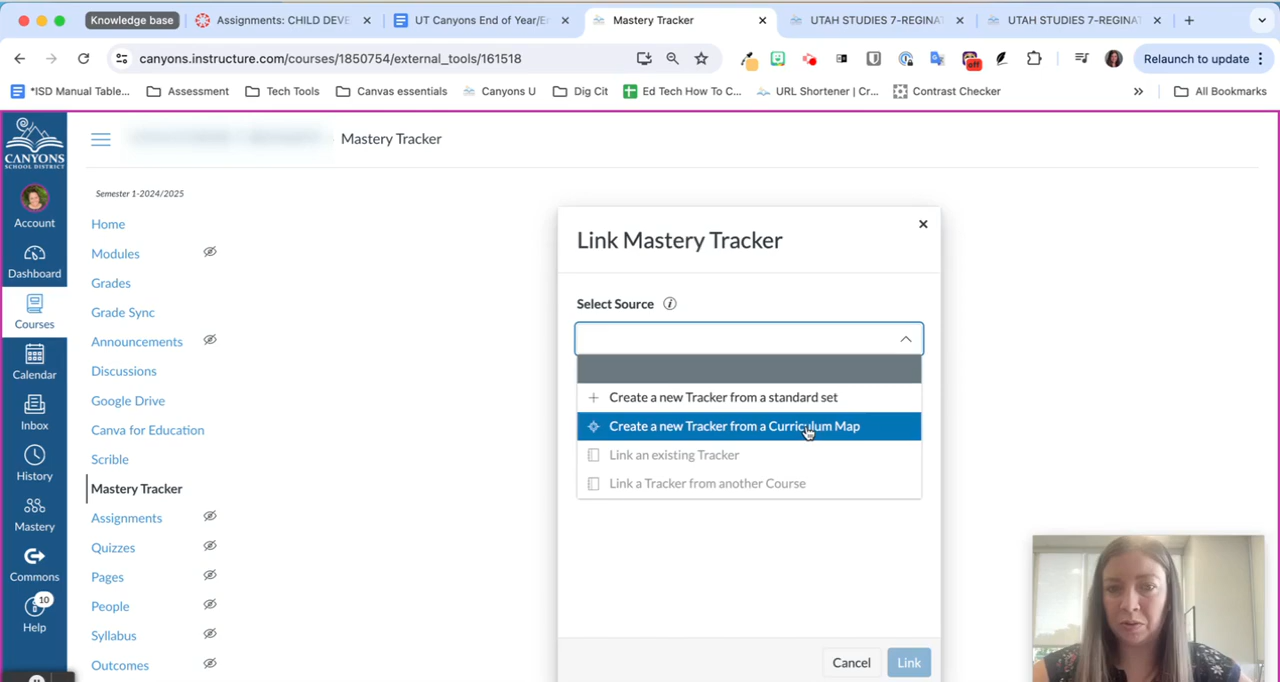 Knowledge base
Assignments: CHILD DEVE
UT Canyons End of Year/Er
Mastery Tracker
UTAH STUDIES 7-REGINAT
UTAH STUDIES 7-REGINAT
canyons.instructure.com/courses/1850754/external_tools/161518
off
Relaunch to update
*ISD Manual Table...
Assessment
Tech Tools
Canvas essentials
Canyons U
Dig Cit
Ed Tech How To C...
URL Shortener | Cr...
Contrast Checker
All Bookmarks
CANYONS
SCHOOL DISTRICT
Account
Dashboard
Courses
Calendar
Inbox
History
Mastery
Commons
10
Help
Mastery Tracker
Semester 1-2024/2025
Home
Modules
Grades
Grade Sync
Announcements
Discussions
Google Drive
Canva for Education
Scrible
Mastery Tracker
Assignments
Quizzes
Pages
People
Syllabus
Outcomes
Link Mastery Tracker
Select Source
Create a new Tracker from a standard set
Create a new Tracker from a Curriculum Map
Link an existing Tracker
Link a Tracker from another Course
Cancel
Link